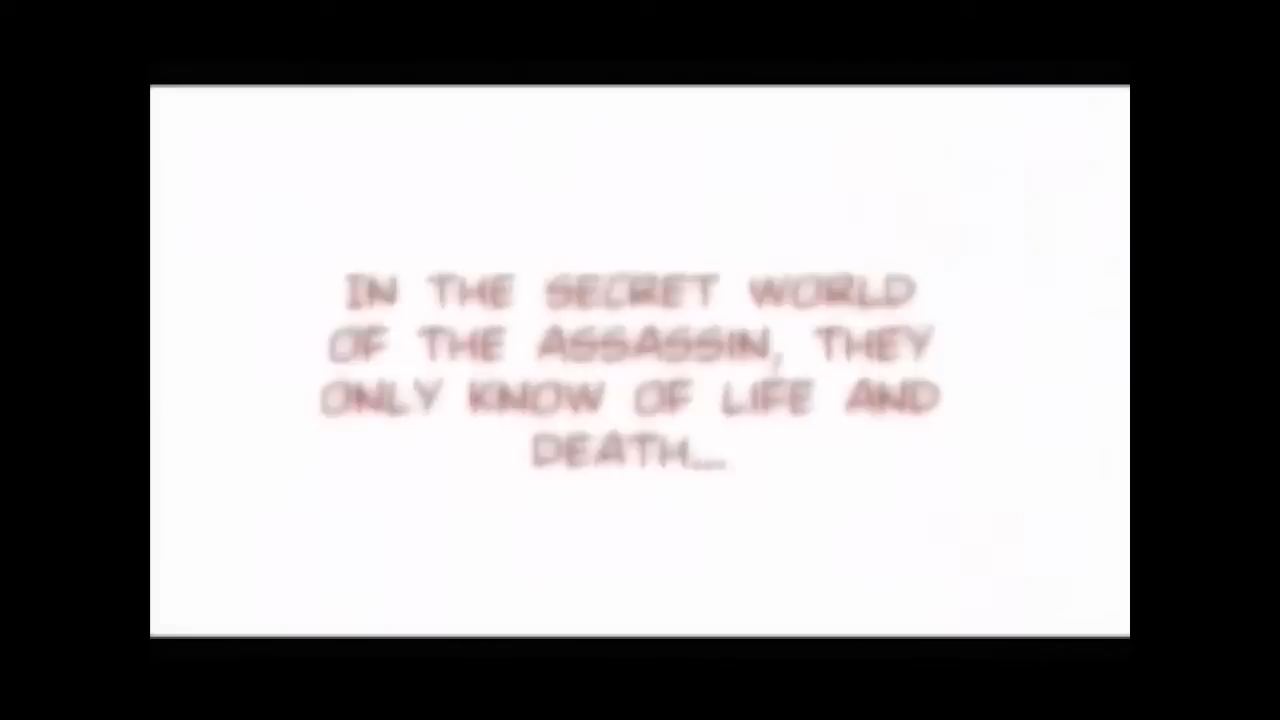 IN THE SECRET WORLD
OF THE ASSASSIN, THEY
ONLY KNOW OF LIFE AND
DEATH....